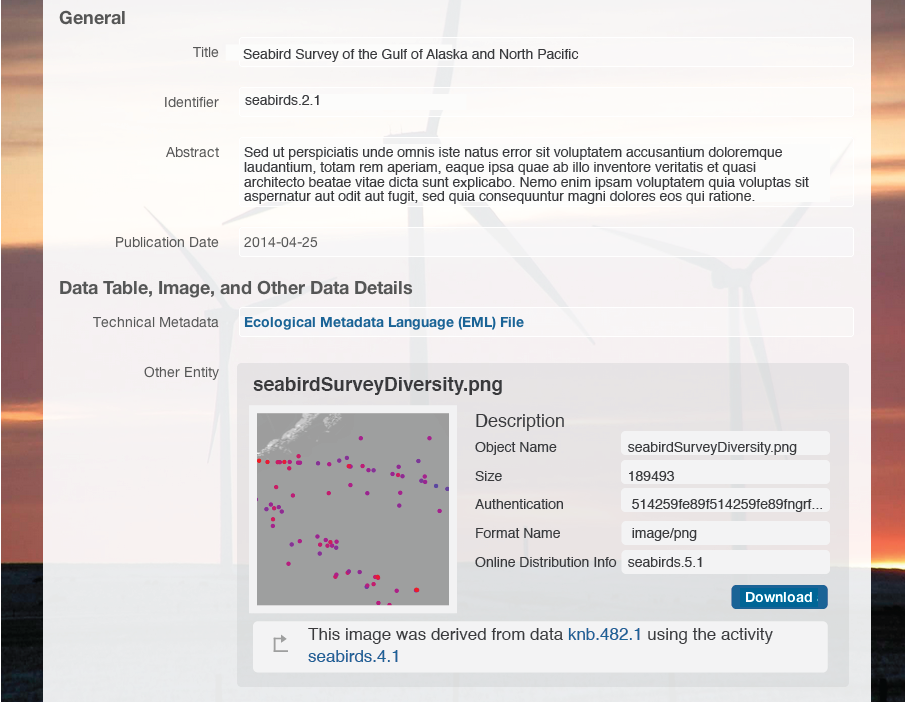 General
Title
Seabird Survey of the Gulf of Alaska and North Pacific
Identifier
seabirds.2.1
Abstract
Sed ut perspiciatis unde omnis iste natus error sit voluptatem accusantium doloremque
laudantium, totam rem aperiam, eaque ipsa quae ab illo inventore veritatis et quasi
architecto beatae vitae dicta sunt explicabo. Nemo enim ipsam voluptatem quia voluptas sit
aspernatur aut odit aut fugit, sed quia consequuntur magni dolores eos qui ratione.
Publication Date
2014-04-25
Data Table, Image, and Other Data Details
Technical Metadata
Ecological Metadata Language (EML) File
Other Entity
seabirdSurveyDiversity.png
Description
Object Name
seabirdSurveyDiversity.png
Size
189493
Authentication
514259fe89f514259fe89fngrf...
Format Name
image/png
Online Distribution Info
seabirds.5.1
Download
This image was derived from data knb.482.1 using the activity
seabirds.4.1